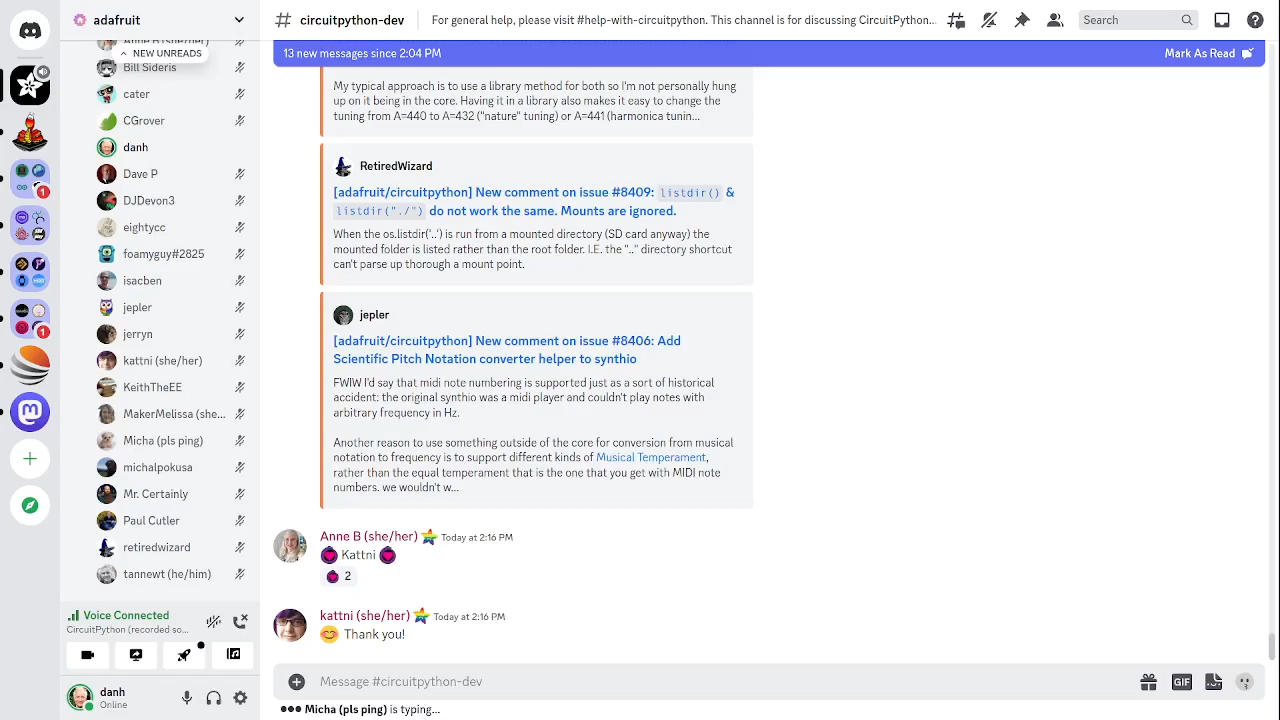 adafruit
# circuitpython-dev
For general help, please visit #help-with-circuitpython. This channel is for discussing CircuitPython...
Search
NEW UNREADS
Bill Sideris
cater
CGrover
danh
Dave P
DJDevon3
eightycc
foamyguy#2825
isacben
jepler
jerryn
kattni (she/her)
KeithTheEE
MakerMelissa (she...
Micha (pls ping)
michalpokusa
Mr. Certainly
Paul Cutler
retiredwizard
tannewt (he/him)
Voice Connected
CircuitPython (recorded so...
danh
Online
1
1
13 new messages since 2:04 PM
Mark As Read
My typical approach is to use a library method for both so I'm not personally hung
up on it being in the core. Having it in a library also makes it easy to change the
tuning from A=440 to A=432 ("nature" tuning) or A=441 (harmonica tunin...
RetiredWizard
[adafruit/circuitpython] New comment on issue #8409: listdir() &
listdir("./") do not work the same. Mounts are ignored.
When the os.listdir('..') is run from a mounted directory (SD card anyway) the
mounted folder is listed rather than the root folder. I.E. the ".." directory shortcut
can't parse up thorough a mount point.
jepler
[adafruit/circuitpython] New comment on issue #8406: Add
Scientific Pitch Notation converter helper to synthio
FWIW I'd say that midi note numbering is supported just as a sort of historical
accident: the original synthio was a midi player and couldn't play notes with
arbitrary frequency in Hz.
Another reason to use something outside of the core for conversion from musical
notation to frequency is to support different kinds of Musical Temperament,
rather than the equal temperament that is the one that you get with MIDI note
numbers. we wouldn't w...
Anne B (she/her) Today at 2:16 PM
Kattni
2
kattni (she/her) Today at 2:16 PM
Thank you!
Message #circuitpython-dev
GIF
Micha (pls ping) is typing...